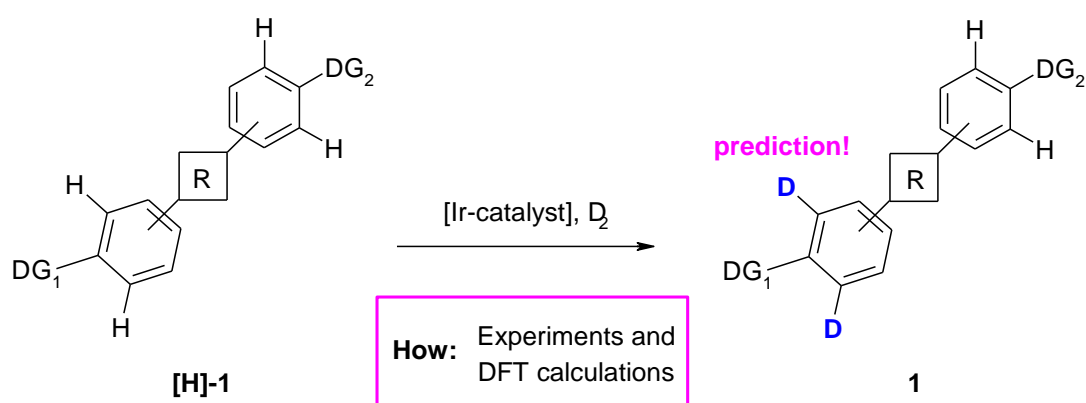 H
DG2
H
R
H
DG1
H
[H]-1
[Ir-catalyst], D2
How: Experiments and
DFT calculations
prediction!
H
DG2
H
R
D
DG1
D
1